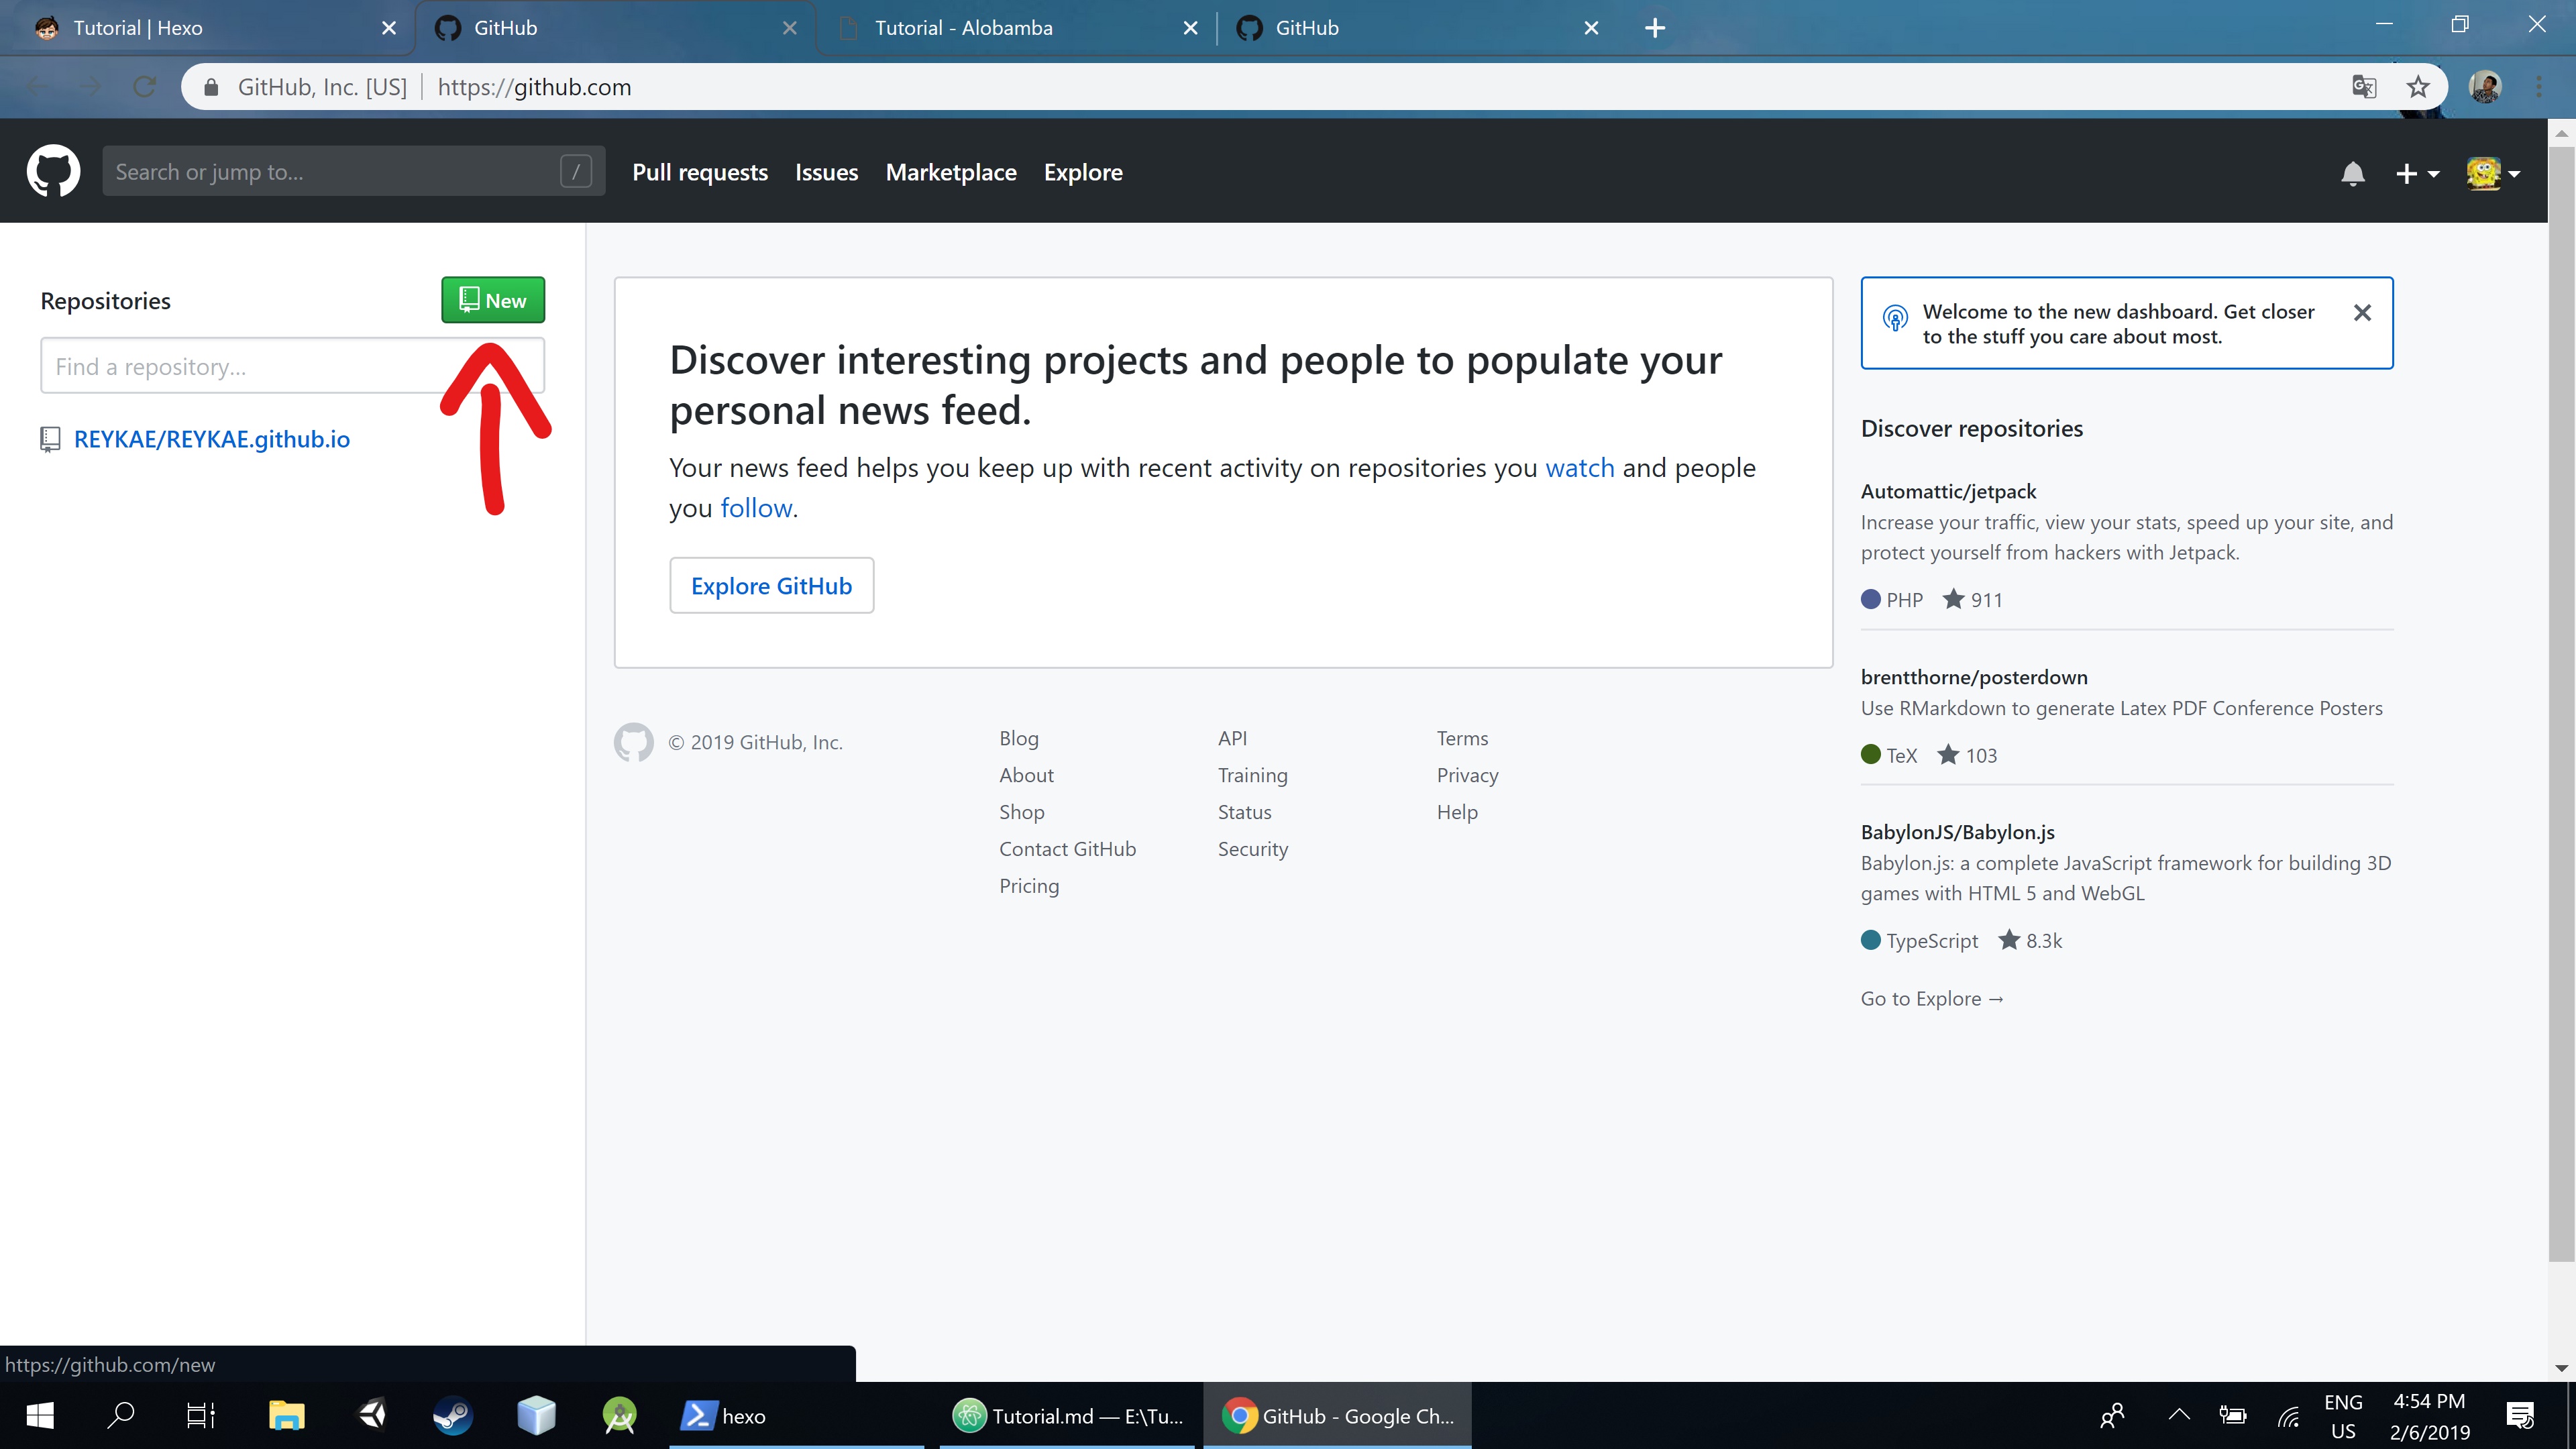 Tutorial | Hexo
GitHub
Tutorial - Alobamba
GitHub
GitHub, Inc. [US] | https://github.com
Search or jump to... /
Pull requests
Issues
Marketplace
Explore
Repositories
New
Find a repository...
REYKAE/REYKAE.github.io
Discover interesting projects and people to populate your
personal news feed.
Your news feed helps you keep up with recent activity on repositories you watch and people
you follow.
Explore GitHub
© 2019 GitHub, Inc.
Blog
About
Shop
Contact GitHub
Pricing
API
Training
Status
Security
Terms
Privacy
Help
Welcome to the new dashboard. Get closer
to the stuff you care about most.
Discover repositories
Automattic/jetpack
Increase your traffic, view your stats, speed up your site, and
protect yourself from hackers with Jetpack.
PHP 911
brentthorne/posterdown
Use RMarkdown to generate Latex PDF Conference Posters
TeX 103
BabylonJS/Babylon.js
Babylon.js: a complete JavaScript framework for building 3D
games with HTML 5 and WebGL
TypeScript 8.3k
Go to Explore →
https://github.com/new
hexo
Tutorial.md — E:\Tu...
GitHub - Google Ch...
ENG
US
4:54 PM
2/6/2019